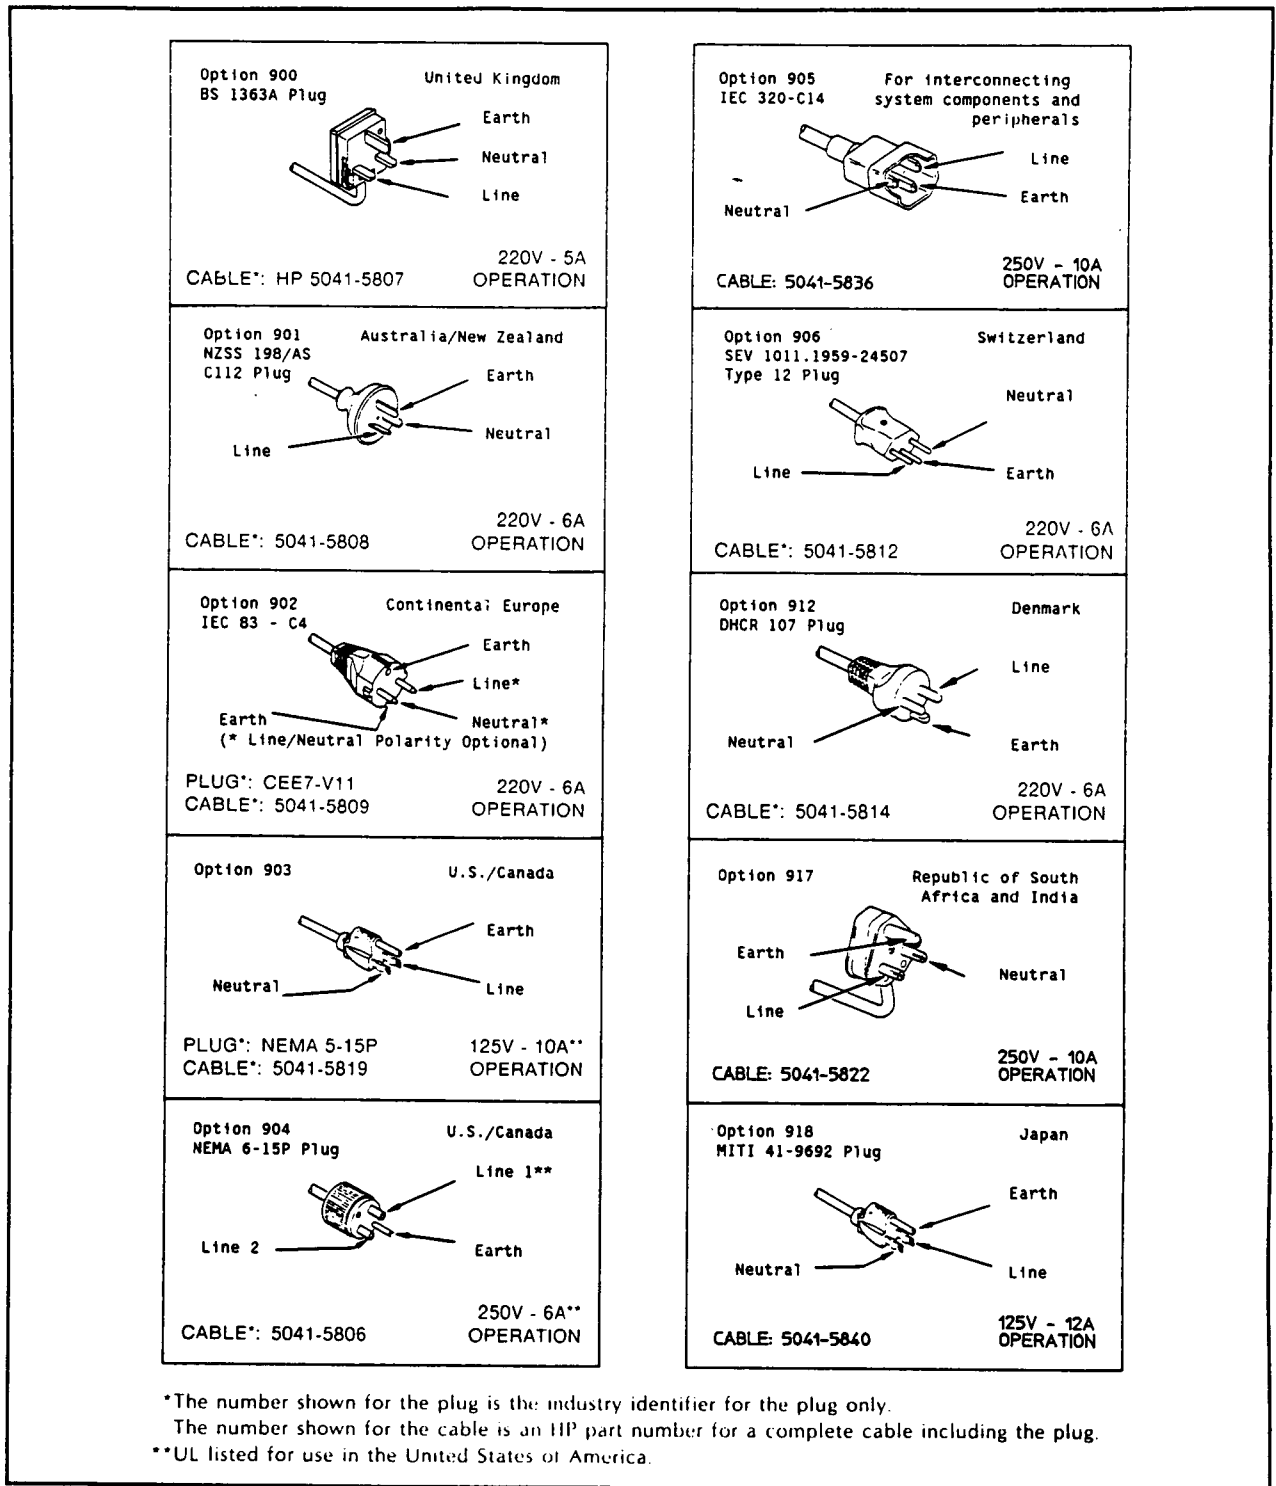 Option 900
BS 1363A Plug
United Kingdom
Earth
Neutral
Line
220V - 5A
CABLE*: HP 5041-5807
OPERATION
Option 901
Australia/New Zealand
NZSS 198/AS
C112 Plug
Earth
Neutral
Line
220V - 6A
CABLE*: 5041-5808
OPERATION
Option 902
Continental Europe
IEC 83 - C4
Earth
Line*
Earth
Neutral*
(* Line/Neutral Polarity Optional)
PLUG*: CEE7-V11
220V - 6A
CABLE*: 5041-5809
OPERATION
Option 903
U.S./Canada
Earth
Neutral
Line
PLUG*: NEMA 5-15P
125V - 10A**
CABLE*: 5041-5819
OPERATION
Option 904
U.S./Canada
NEMA 6-15P Plug
Line 1**
Line 2
Earth
250V - 6A**
CABLE*: 5041-5806
OPERATION
Option 905
For interconnecting
IEC 320-C14
system components and
peripherals
Line
Earth
Neutral
250V - 10A
CABLE: 5041-5836
OPERATION
Option 906
Switzerland
SEV 1011.1959-24507
Type 12 Plug
Neutral
Line
Earth
220V - 6A
CABLE*: 5041-5812
OPERATION
Option 912
Denmark
DHCR 107 Plug
Line
Neutral
Earth
220V - 6A
CABLE*: 5041-5814
OPERATION
Option 917
Republic of South
Africa and India
Earth
Neutral
Line
250V - 10A
CABLE: 5041-5822
OPERATION
Option 918
Japan
MITI 41-9692 Plug
Earth
Neutral
Line
125V - 12A
CABLE: 5041-5840
OPERATION
*The number shown for the plug is the industry identifier for the plug only.
The number shown for the cable is an HP part number for a complete cable including the plug.
**UL listed for use in the United States of America.